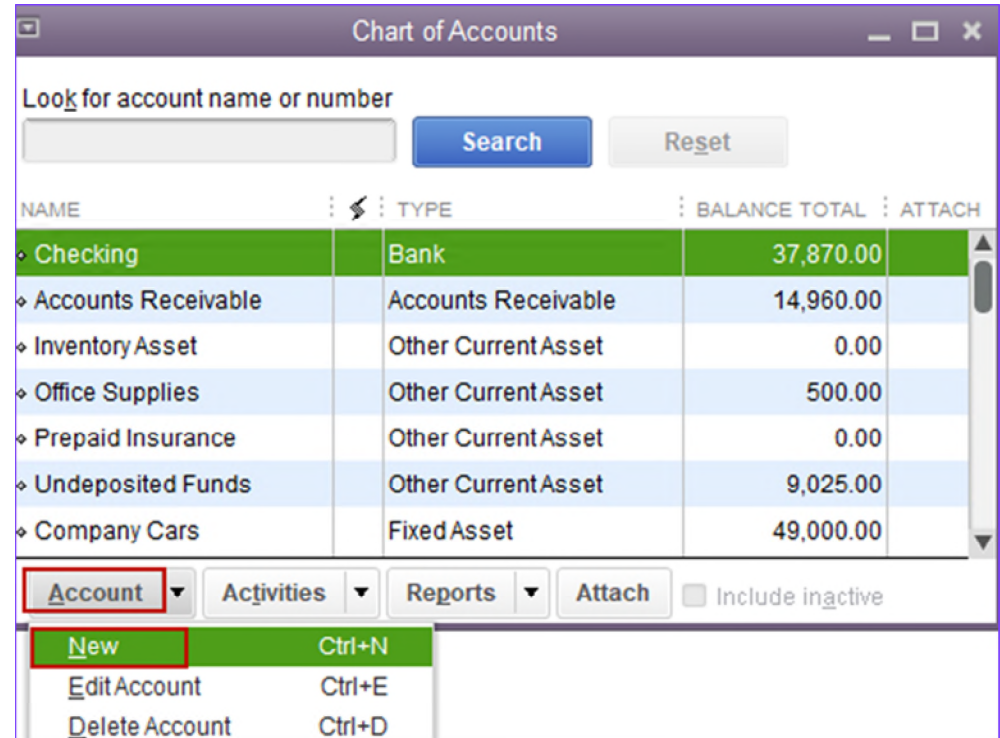 Chart of Accounts
Look for account name or number
Search Reset
NAME TYPE BALANCE TOTAL ATTACH
Checking Bank 37,870.00
Accounts Receivable Accounts Receivable 14,960.00
Inventory Asset Other Current Asset 0.00
Office Supplies Other Current Asset 500.00
Prepaid Insurance Other Current Asset 0.00
Undeposited Funds Other Current Asset 9,025.00
Company Cars Fixed Asset 49,000.00
Account Activities Reports Attach Include inactive
New Ctrl+N
Edit Account Ctrl+E
Delete Account Ctrl+D